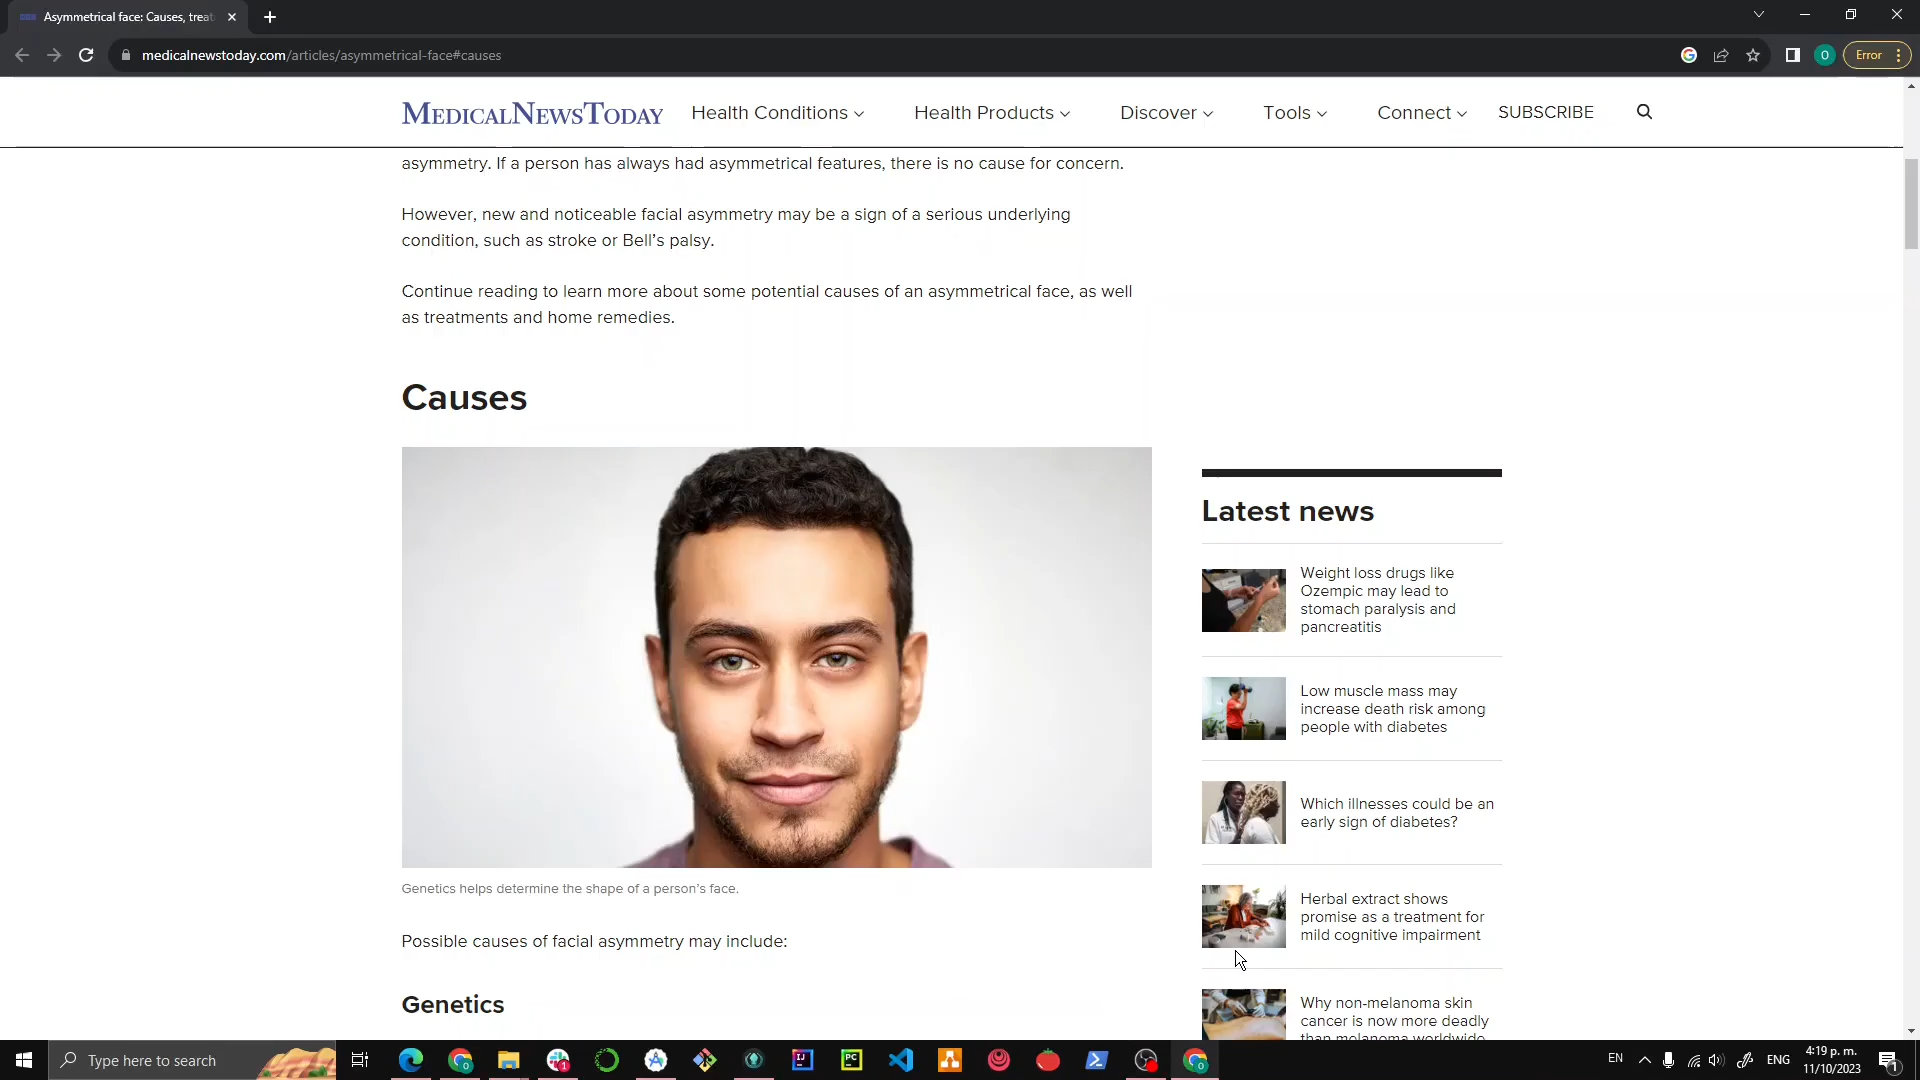 Asymmetrical face: Causes, treat
medicalnewstoday.com/articles/asymmetrical-face#causes
O
Error
MEDICALNEWSTODAY
Health Conditions
Health Products
Discover
Tools
Connect
SUBSCRIBE
asymmetry. If a person has always had asymmetrical features, there is no cause for concern.
However, new and noticeable facial asymmetry may be a sign of a serious underlying
condition, such as stroke or Bell’s palsy.
Continue reading to learn more about some potential causes of an asymmetrical face, as well
as treatments and home remedies.
Causes
Genetics helps determine the shape of a person’s face.
Possible causes of facial asymmetry may include:
Genetics
Latest news
Weight loss drugs like
Ozempic may lead to
stomach paralysis and
pancreatitis
Low muscle mass may
increase death risk among
people with diabetes
Which illnesses could be an
early sign of diabetes?
Herbal extract shows
promise as a treatment for
mild cognitive impairment
Why non-melanoma skin
cancer is now more deadly
than melanoma worldwide
Type here to search
EN
ENG
4:19 p. m.
11/10/2023